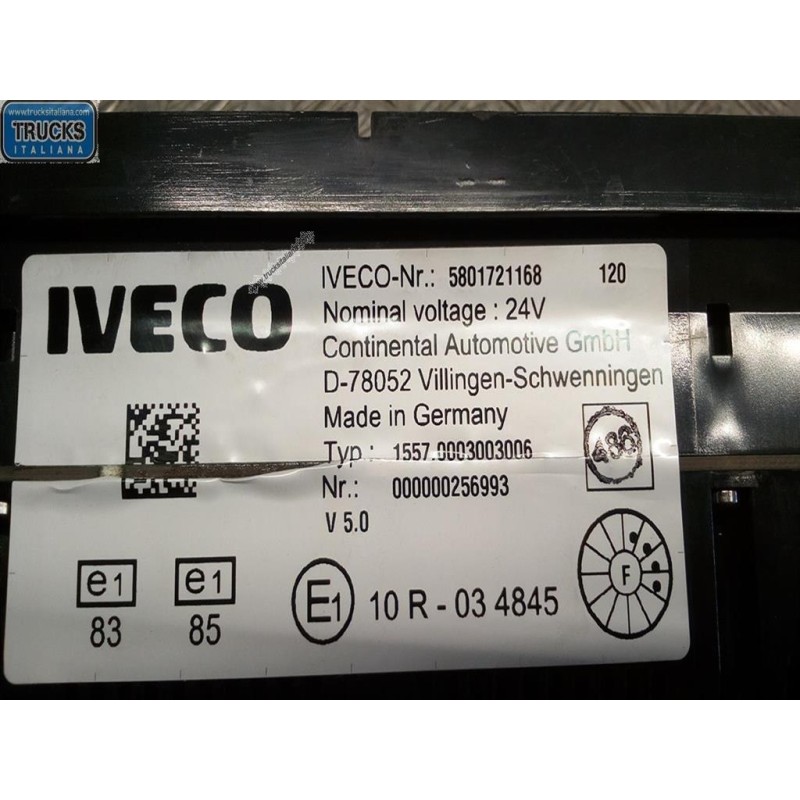 www.trucksitaliana.com
TRUCKS
ITALIANA
IVECO
IVECO-Nr.: 5801721168 120
Nominal voltage : 24V
Continental Automotive GmbH
D-78052 Villingen-Schwenningen
Made in Germany
Typ : 1557.0003003006
Nr.: 000000256993
V 5.0
488
e1
83
e1
85
E1
10 R - 03 4845
F